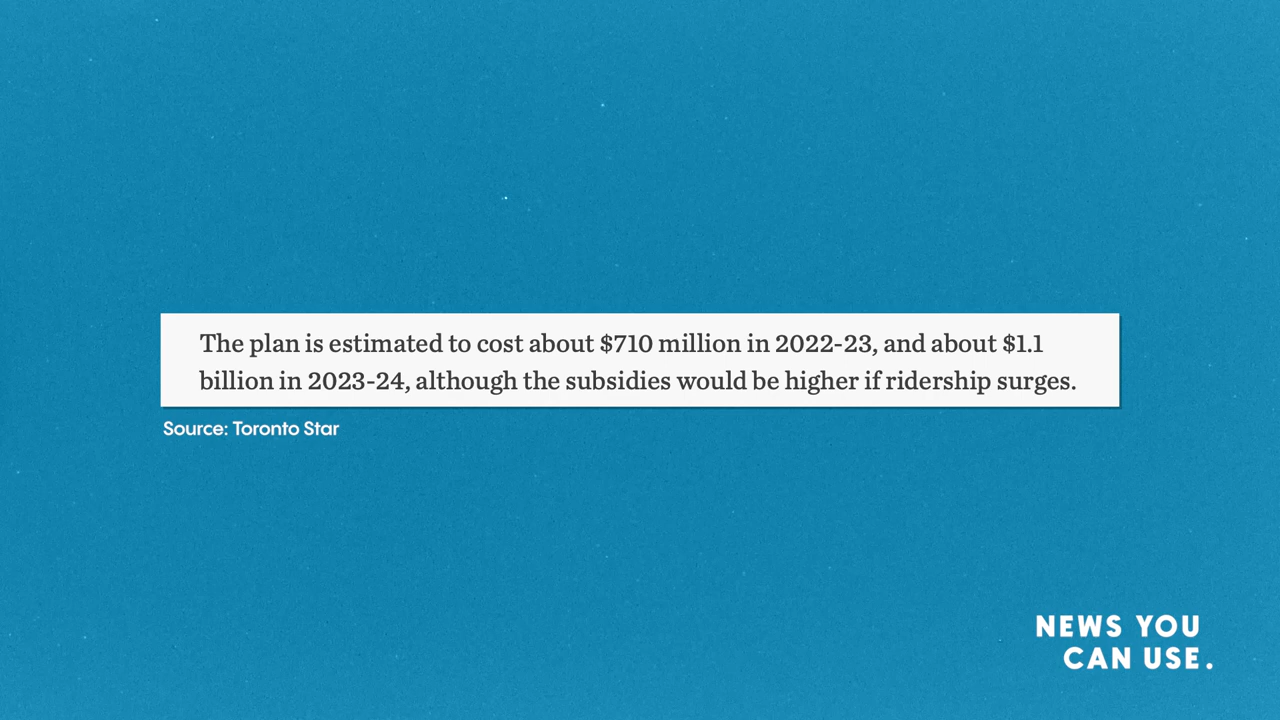 The plan is estimated to cost about $710 million in 2022-23, and about $1.1
billion in 2023-24, although the subsidies would be higher if ridership surges.
Source: Toronto Star
NEWS YOU
CAN USE.